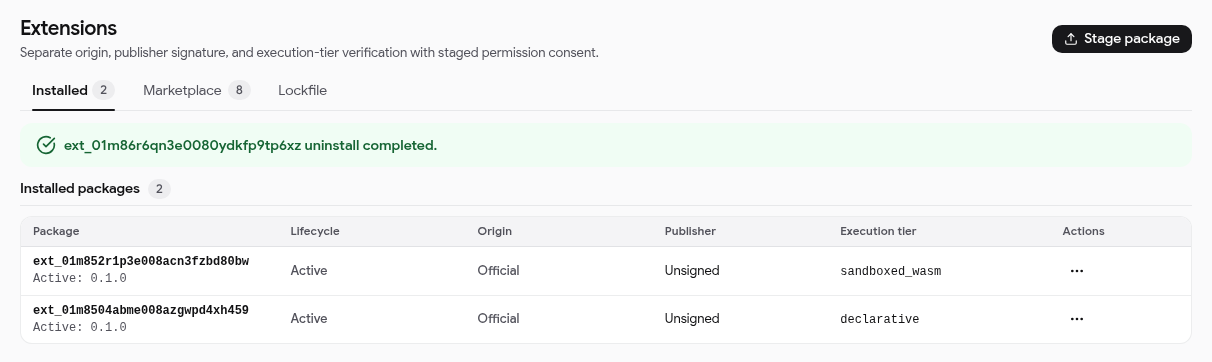 Extensions
Separate origin, publisher signature, and execution-tier verification with staged permission consent.
Stage package
Installed 2 Marketplace 8 Lockfile
ext_01m86r6qn3e0080ydkfp9tp6xz uninstall completed.
Installed packages 2
Package Lifecycle Origin Publisher Execution tier Actions
ext_01m852r1p3e008acn3fzbd80bw
Active: 0.1.0
Active Official Unsigned sandboxed_wasm
ext_01m8504abme008azgwpd4xh459
Active: 0.1.0
Active Official Unsigned declarative